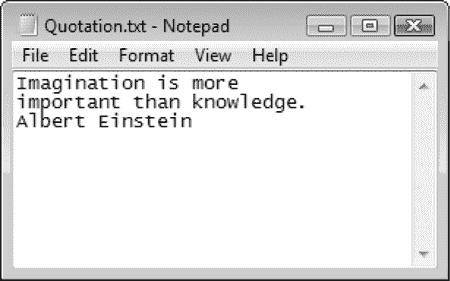 Quotation.txt - Notepad
File Edit Format View Help
Imagination is more
important than knowledge.
Albert Einstein